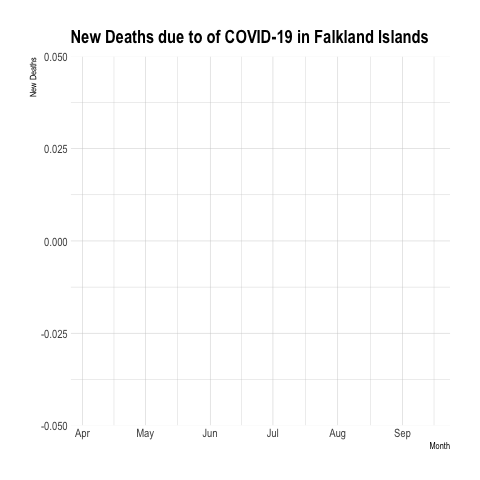 New Deaths due to of COVID-19 in Falkland Islands
New Deaths
0.050
0.025
0.000
-0.025
-0.050
Apr May Jun Jul Aug Sep
Month